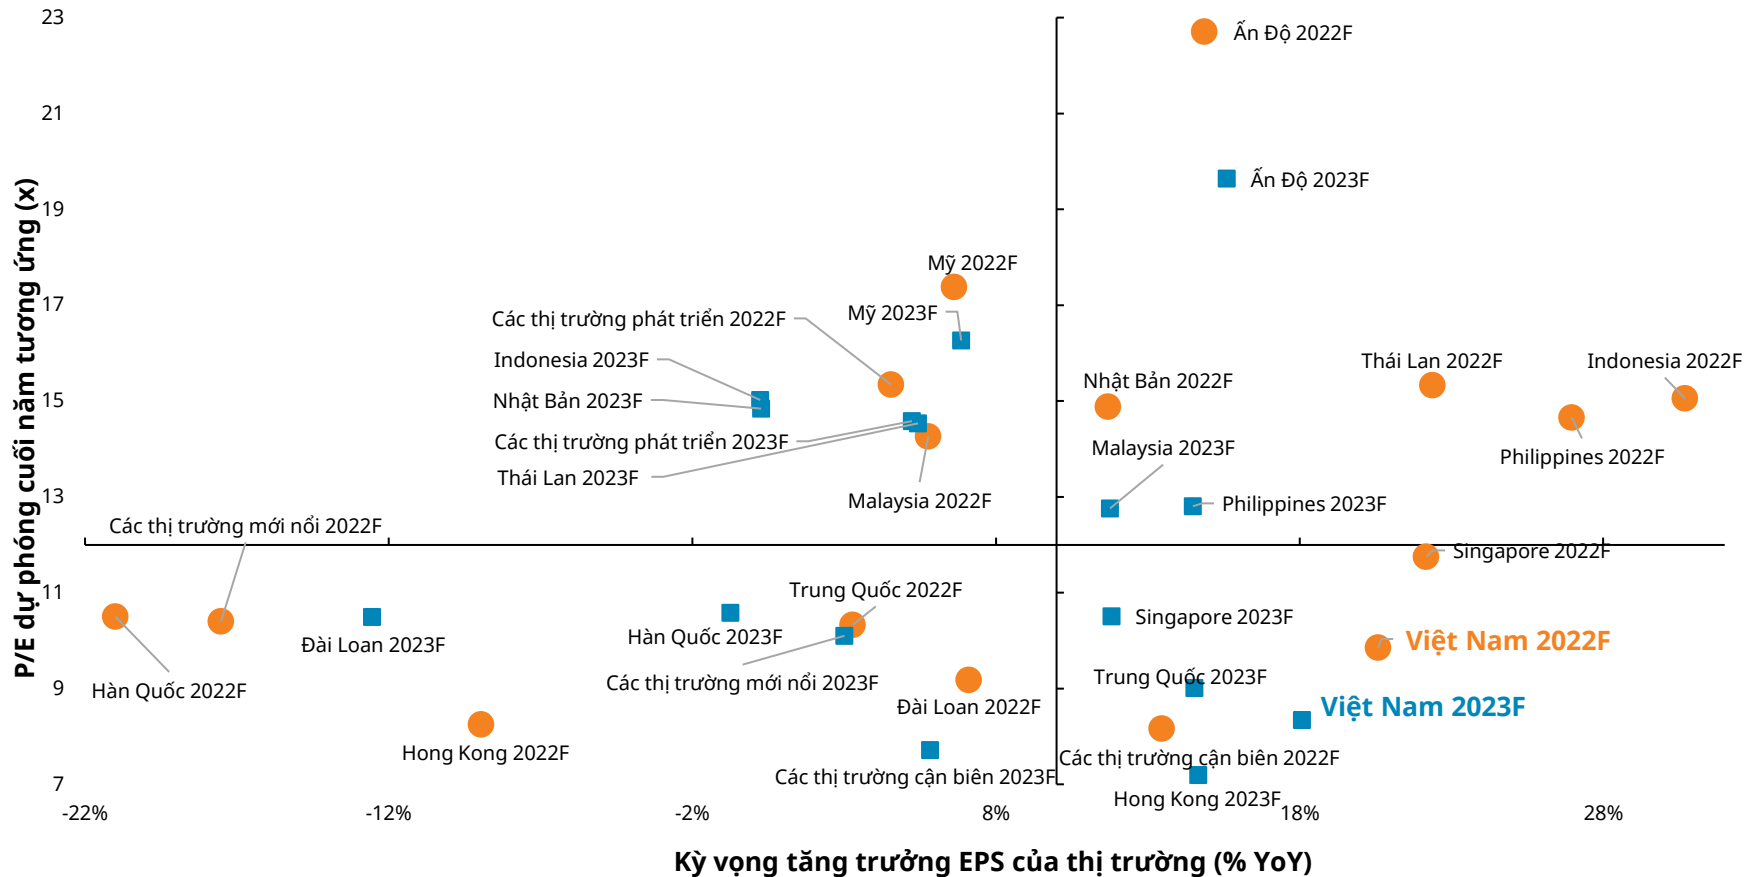 23
Ấn Độ 2022F
21
Ấn Độ 2023F
19
Mỹ 2022F
17
Mỹ 2023F
Các thị trường phát triển 2022F
Indonesia 2023F
Thái Lan 2022F
Indonesia 2022F
Nhật Bản 2022F
15
Nhật Bản 2023F
Các thị trường phát triển 2023F
Malaysia 2023F
Philippines 2022F
Thái Lan 2023F
13
Malaysia 2022F
Philippines 2023F
Các thị trường mới nổi 2022F
Singapore 2022F
11
Trung Quốc 2022F
Singapore 2023F
Đài Loan 2023F
Hàn Quốc 2023F
Việt Nam 2022F
Trung Quốc 2023F
Các thị trường mới nổi 2023F
9
Hàn Quốc 2022F
Đài Loan 2022F
Việt Nam 2023F
Hong Kong 2022F
Các thị trường cận biên 2022F
Các thị trường cận biên 2023F
7
Hong Kong 2023F
-22%
-12%
-2%
8%
18%
28%
P/E dự phóng cuối năm tương ứng (x)
Kỳ vọng tăng trưởng EPS của thị trường (% YoY)